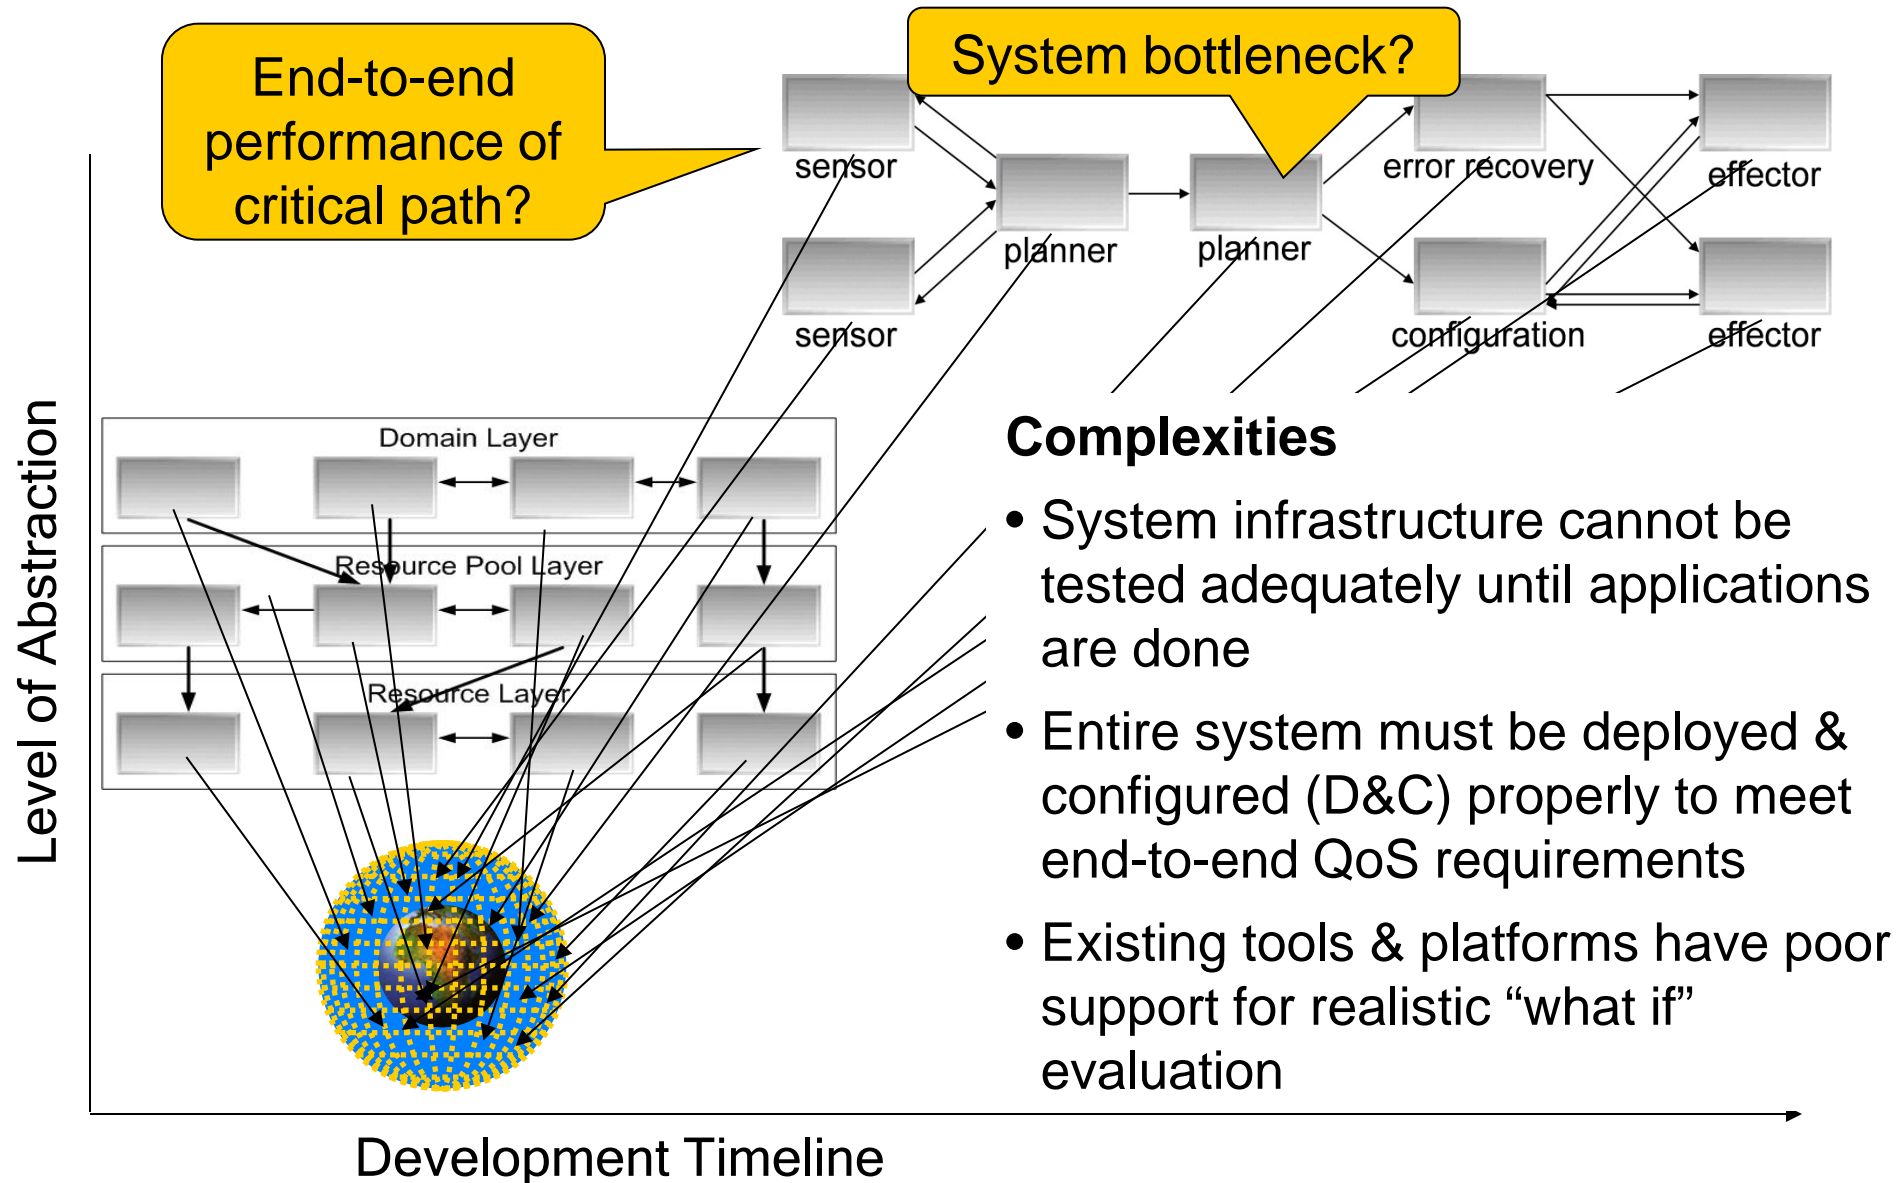 End-to-end
performance of
critical path?
System bottleneck?
sensor
error recovery
effector
planner
planner
sensor
configuration
effector
Level of Abstraction
Domain Layer
Resource Pool Layer
Resource Layer
Complexities
• System infrastructure cannot be
tested adequately until applications
are done
• Entire system must be deployed &
configured (D&C) properly to meet
end-to-end QoS requirements
• Existing tools & platforms have poor
support for realistic “what if”
evaluation
Development Timeline